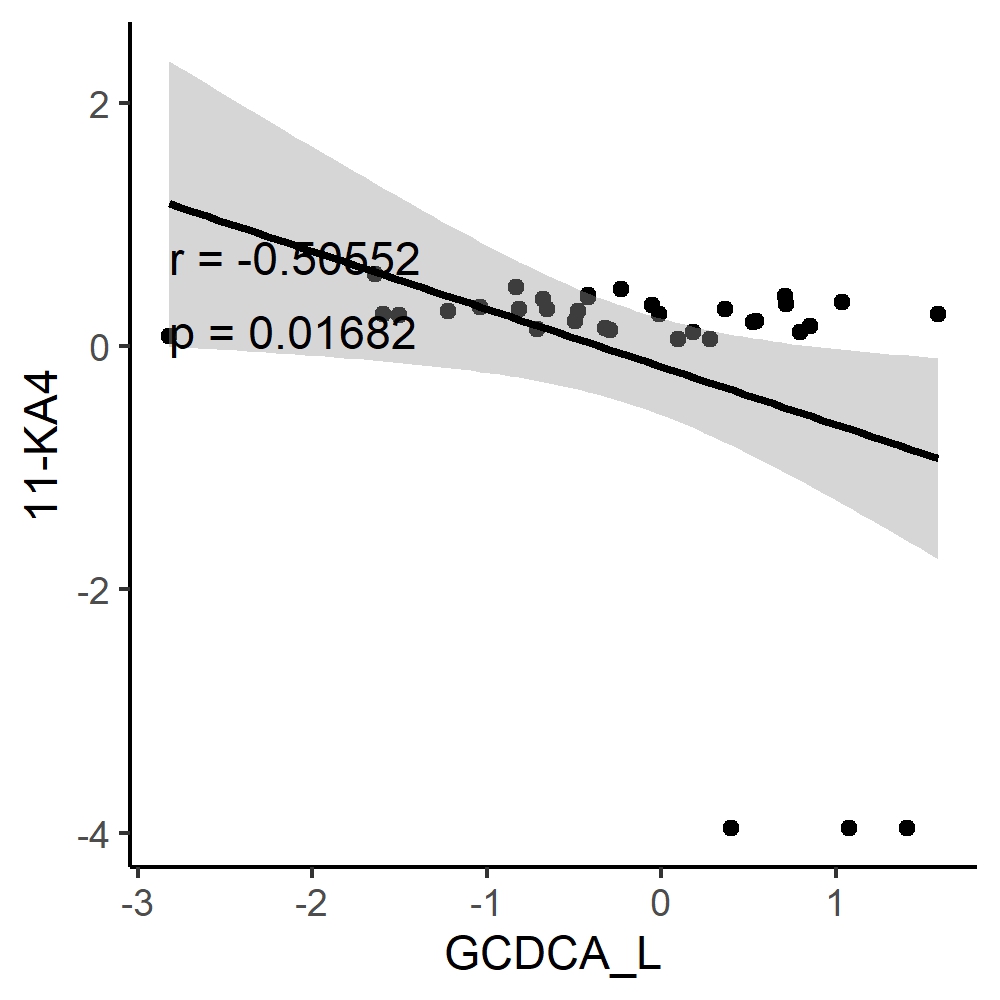 2
0
-2
-4
11-KA4
r = -0.50552
p = 0.01682
-3
-2
-1
0
1
GCDCA_L